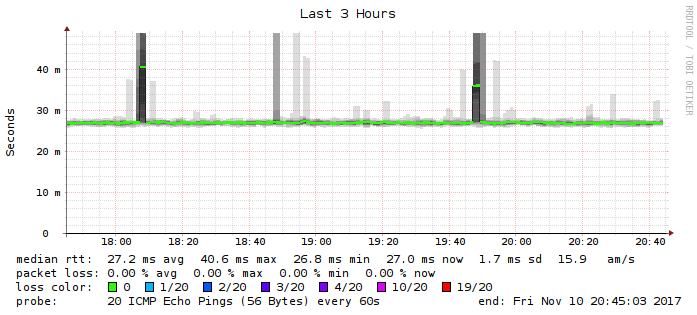 Last 3 Hours
RRDTOOL / TOBI OETIKER
Seconds
40 m
30 m
20 m
10 m
0
18:00 18:20 18:40 19:00 19:20 19:40 20:00 20:20 20:40
median rtt: 27.2 ms avg 40.6 ms max 26.8 ms min 27.0 ms now 1.7 ms sd 15.9 am/s
packet loss: 0.00 % avg 0.00 % max 0.00 % min 0.00 % now
loss color: 0 1/20 2/20 3/20 4/20 10/20 19/20
probe: 20 ICMP Echo Pings (56 Bytes) every 60s end: Fri Nov 10 20:45:03 2017